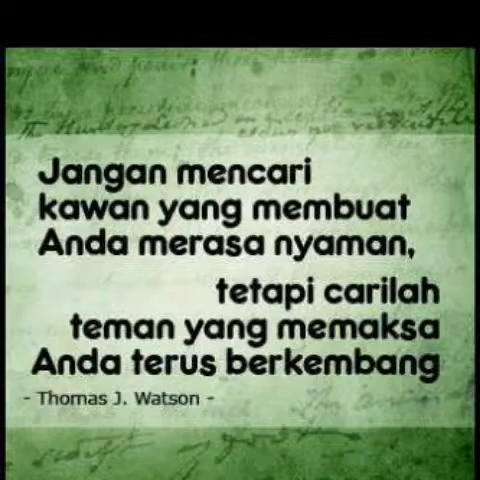 Jangan mencari
kawan yang membuat
Anda merasa nyaman,
tetapi carilah
teman yang memaksa
Anda terus berkembang
- Thomas J. Watson -